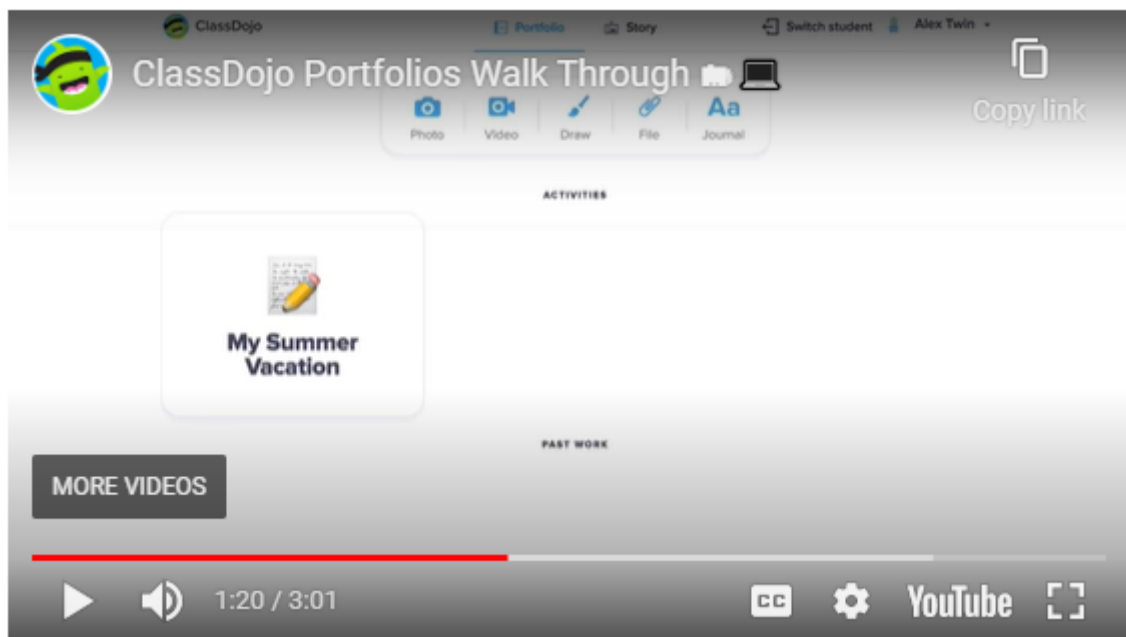 ClassDojo Portfolio Story Switch student Alex Twin
ClassDojo Portfolios Walk Through
Copy link
Photo Video Draw File Aa Journal
ACTIVITIES
My Summer
Vacation
PAST WORK
MORE VIDEOS
1:20 / 3:01 CC YouTube